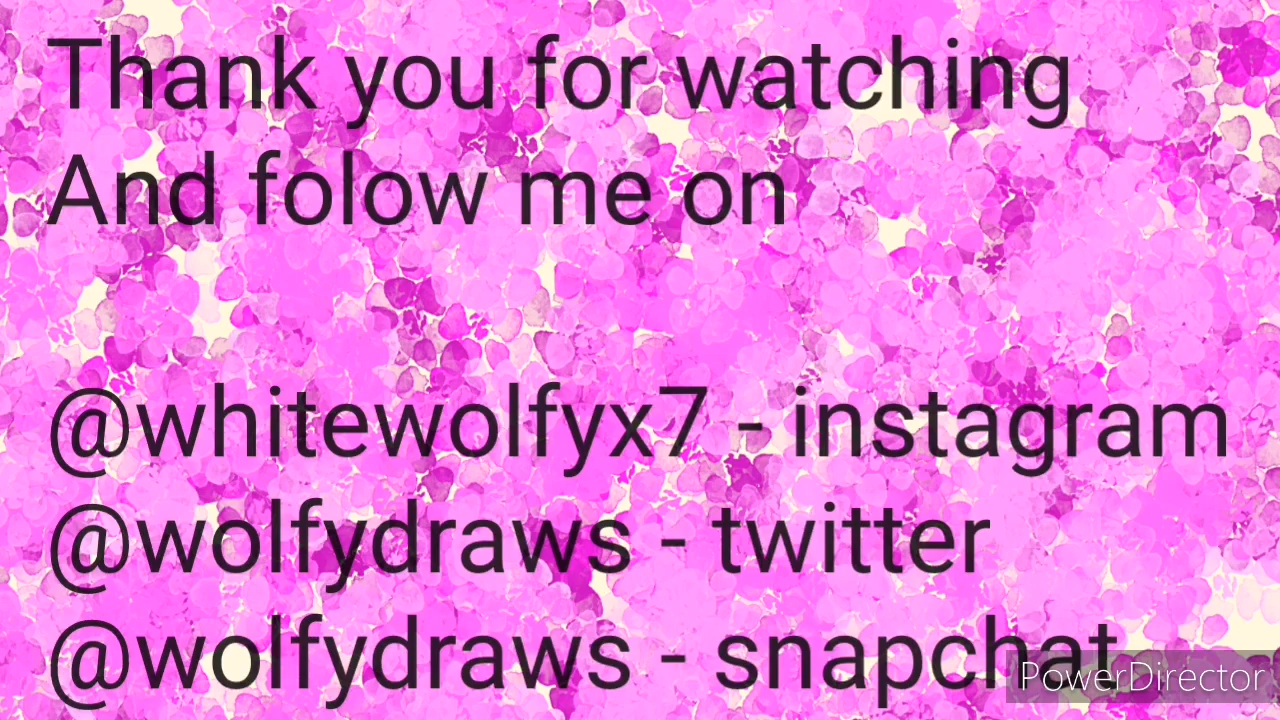 Thank you for watching
And folow me on
@whitewolfyx7 - instagram
@wolfydraws - twitter
@wolfydraws - snapchat
PowerDirector